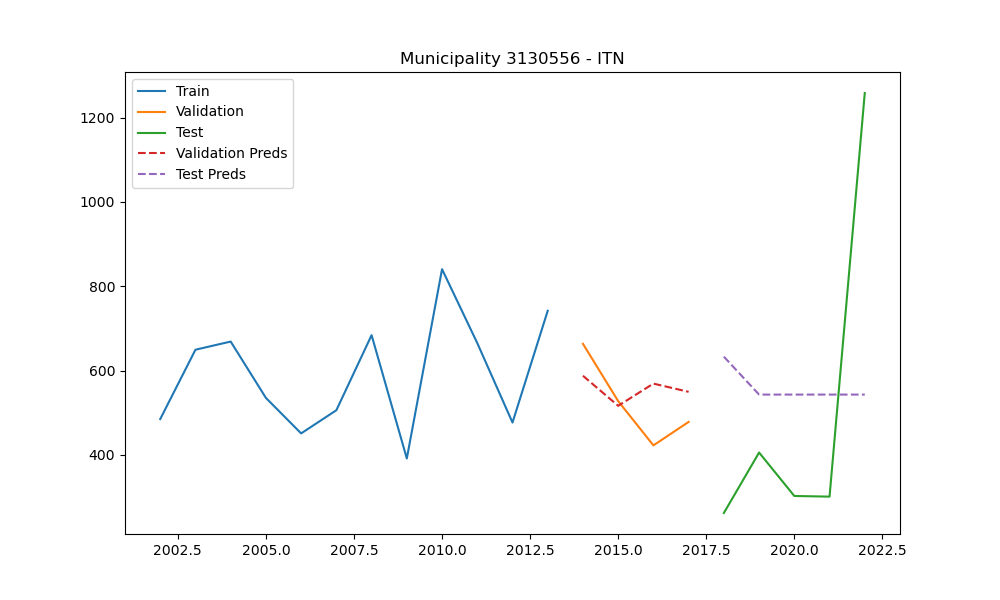 Municipality 3130556 - ITN
Train
Validation
Test
Validation Preds
Test Preds
1200
1000
800
600
400
2002.5 2005.0 2007.5 2010.0 2012.5 2015.0 2017.5 2020.0 2022.5